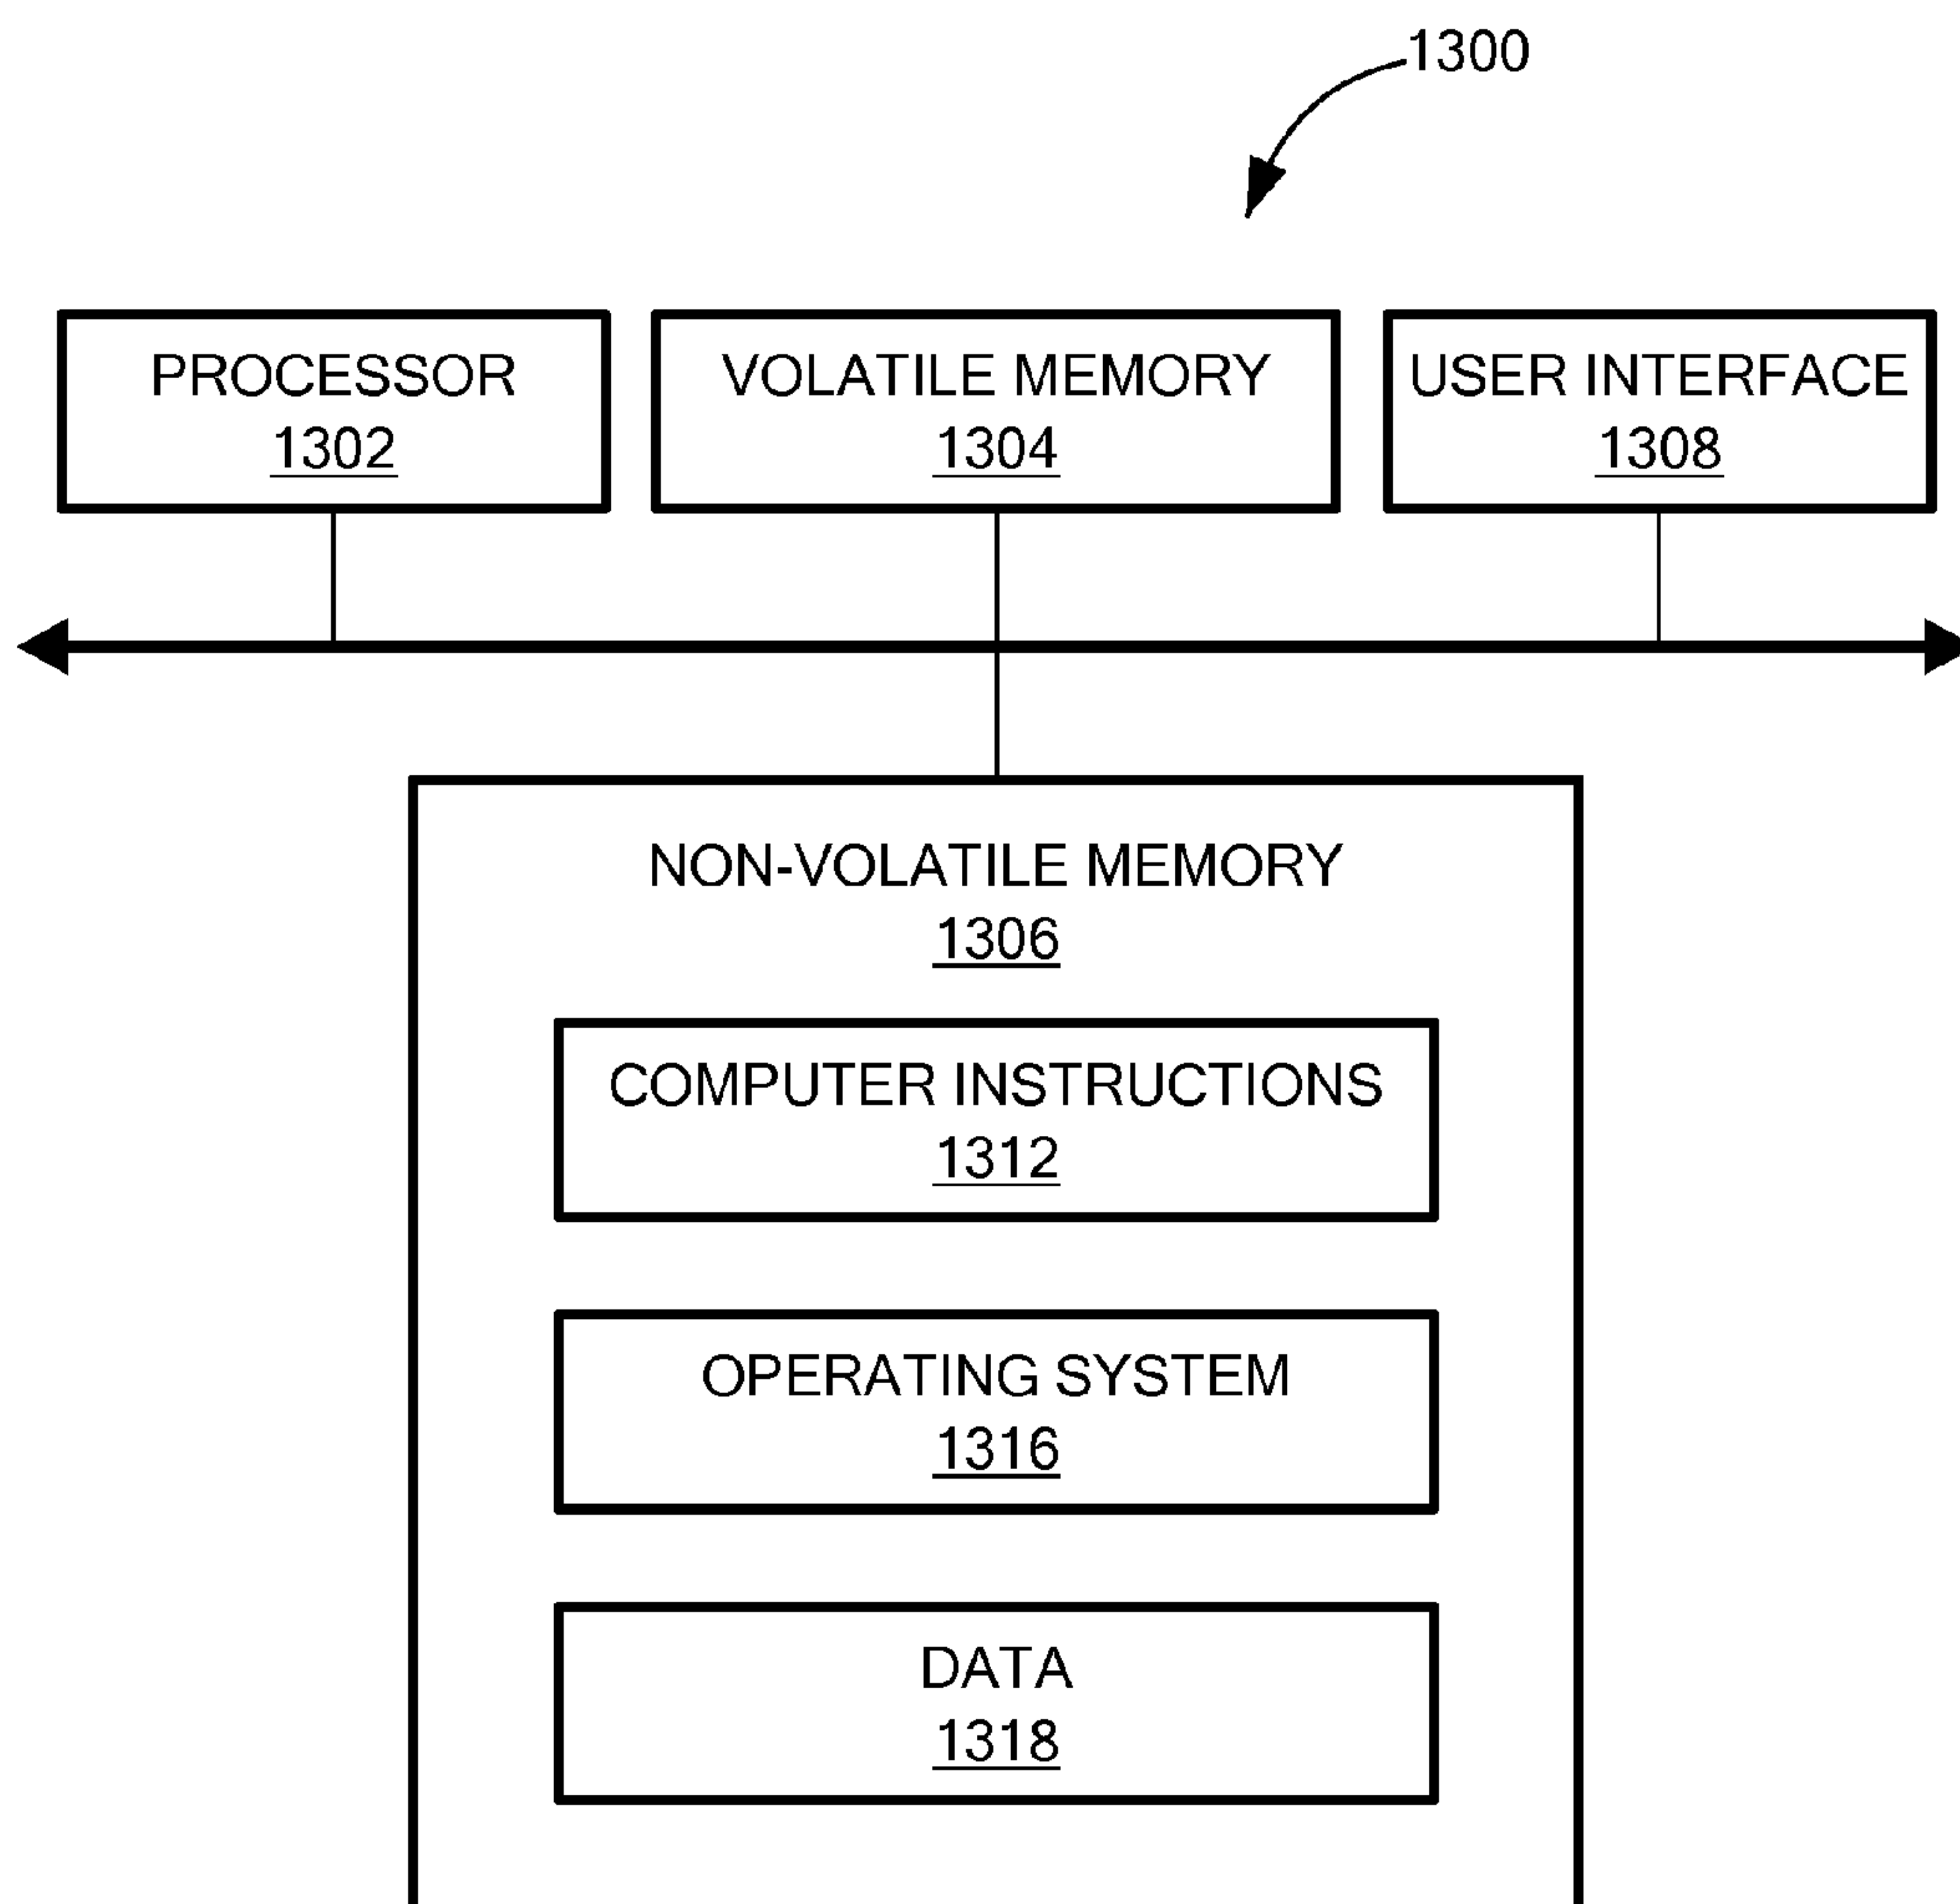 1300
PROCESSOR
1302
VOLATILE MEMORY
1304
USER INTERFACE
1308
NON-VOLATILE MEMORY
1306
COMPUTER INSTRUCTIONS
1312
OPERATING SYSTEM
1316
DATA
1318